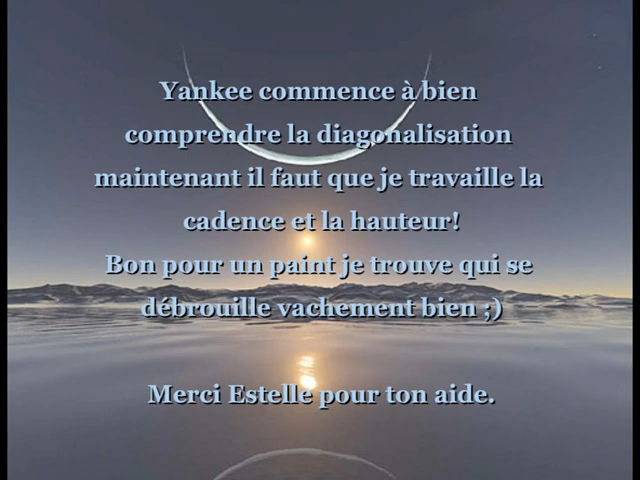 Yankee commence à bien
comprendre la diagonalisation
maintenant il faut que je travaille la
cadence et la hauteur!
Bon pour un paint je trouve qui se
débrouille vachement bien ;)
Merci Estelle pour ton aide.